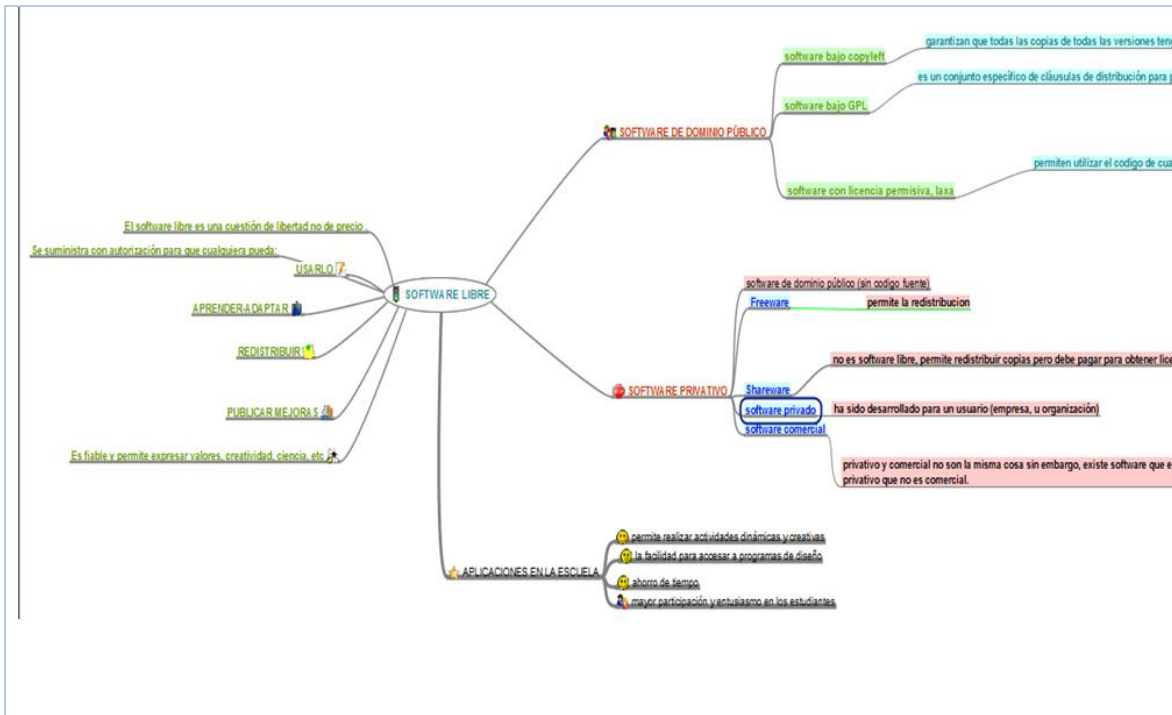 SOFTWARE LIBRE
El software libre es una cuestión de libertad no de precio .
Se suministra con autorización para que cualquiera pueda:
USARLO
APRENDER-ADAPTAR
REDISTRIBUIR
PUBLICAR MEJORAS
Es fiable y permite expresar valores, creatividad, ciencia, etc
SOFTWARE DE DOMINIO PÚBLICO
software bajo copyleft
garantizan que todas las copias de todas las versiones
software bajo GPL
es un conjunto específico de cláusulas de distribución para
software con licencia permisiva, laxa
permiten utilizar el codigo de
SOFTWARE PRIVATIVO
software de dominio público (sin codigo fuente)
Freeware
permite la redistribucion
Shareware
no es software libre, permite redistribuir copias pero debe pagar para obtener
software privado
ha sido desarrollado para un usuario (empresa, u organización)
software comercial
privativo y comercial no son la misma cosa sin embargo, existe software que
privativo que no es comercial.
APLICACIONES EN LA ESCUELA
permite realizar actividades dinámicas y creativas
la facilidad para accesar a programas de diseño
ahorro de tiempo
mayor participación y entusiasmo en los estudiantes